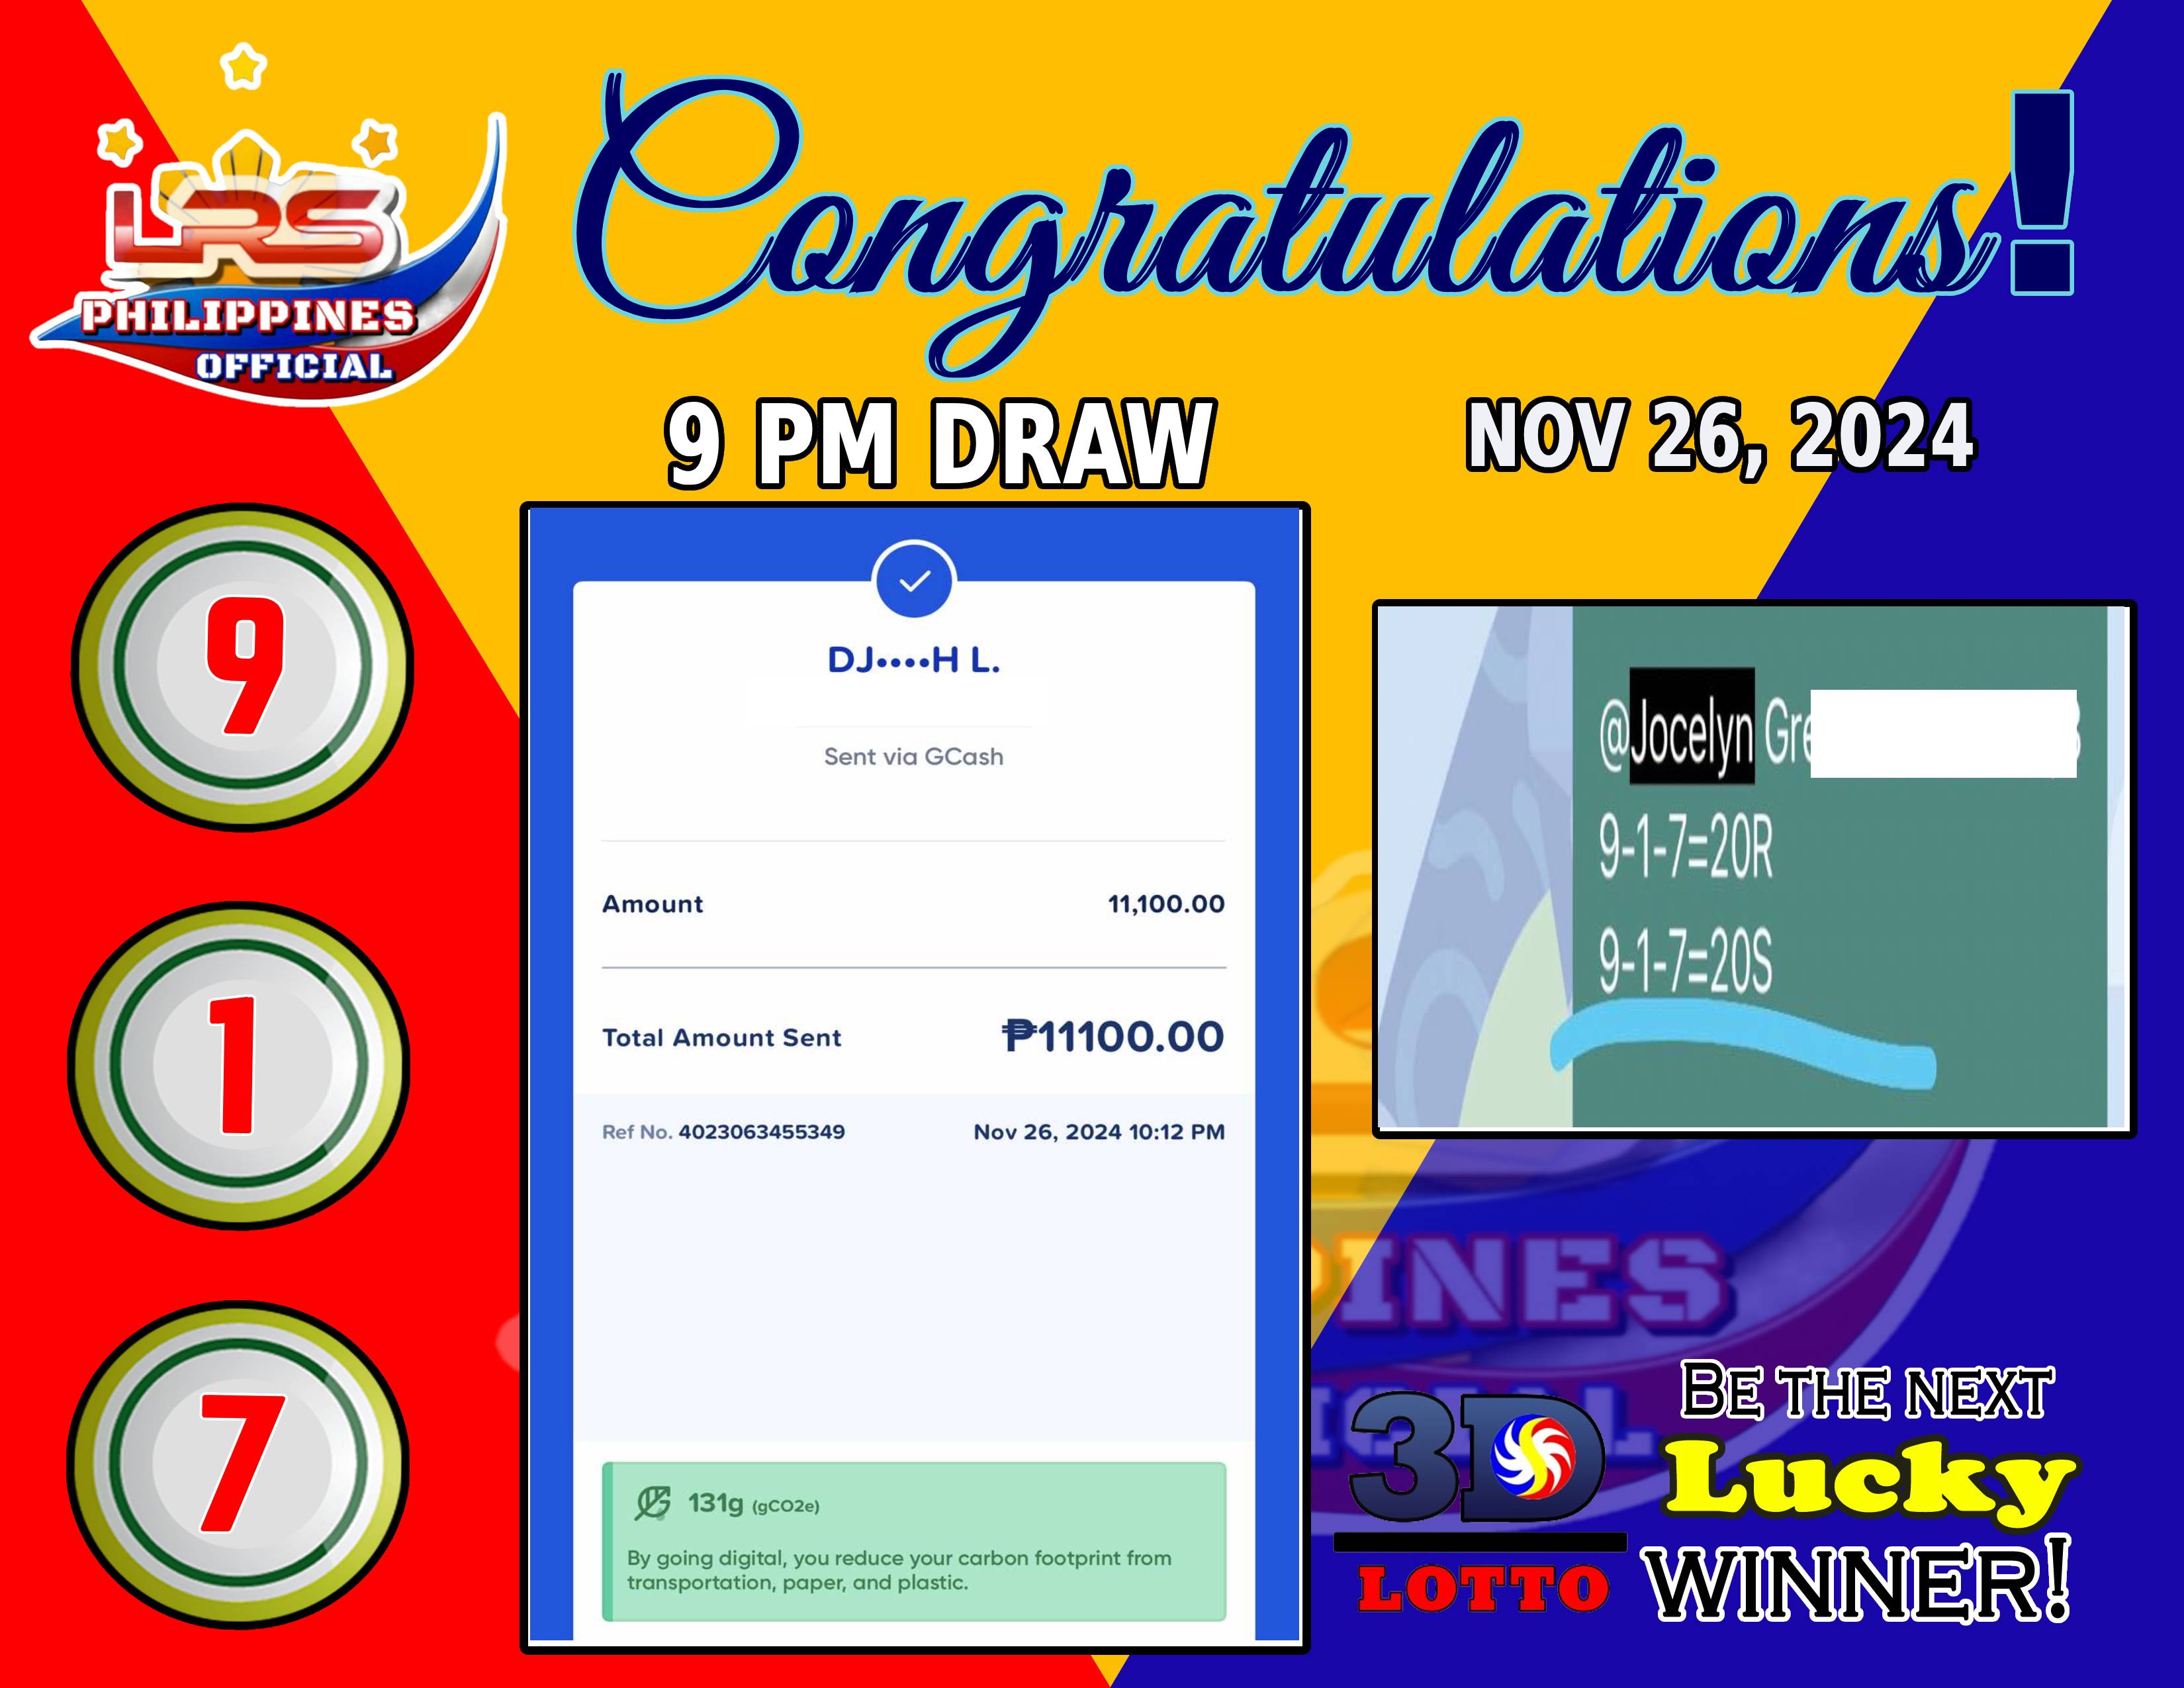 LRS
PHILIPPINES
OFFICIAL
Congratulations!
9 PM DRAW
NOV 26, 2024
9
1
7
DJ••••H L.
Sent via GCash
Amount 11,100.00
Total Amount Sent ₱11100.00
Ref No. 4023063455349 Nov 26, 2024 10:12 PM
131g (gCO2e)
By going digital, you reduce your carbon footprint from
transportation, paper, and plastic.
@Jocelyn Gre
9-1-7=20R
9-1-7=20S
3D
LOTTO
BE THE NEXT
Lucky
WINNER!